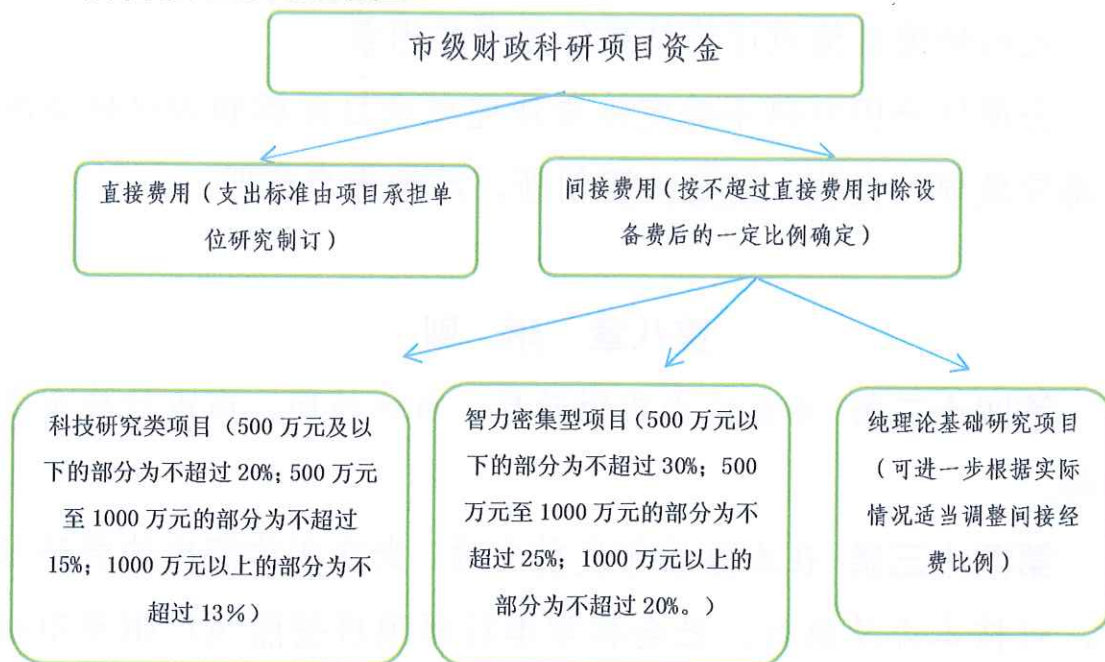 市级财政科研项目资金
直接费用（支出标准由项目承担单
位研究制订）
间接费用（按不超过直接费用扣除设
备费后的一定比例确定）
科技研究类项目（500 万元及以
下的部分为不超过 20%；500 万元
至 1000 万元的部分为不超过
15%；1000 万元以上的部分为不
超过 13%）
智力密集型项目（500 万元以
下的部分为不超过 30%；500
万元至 1000 万元的部分为不
超过 25%；1000 万元以上的
部分为不超过 20%。）
纯理论基础研究项目
（可进一步根据实际
情况适当调整间接经
费比例）